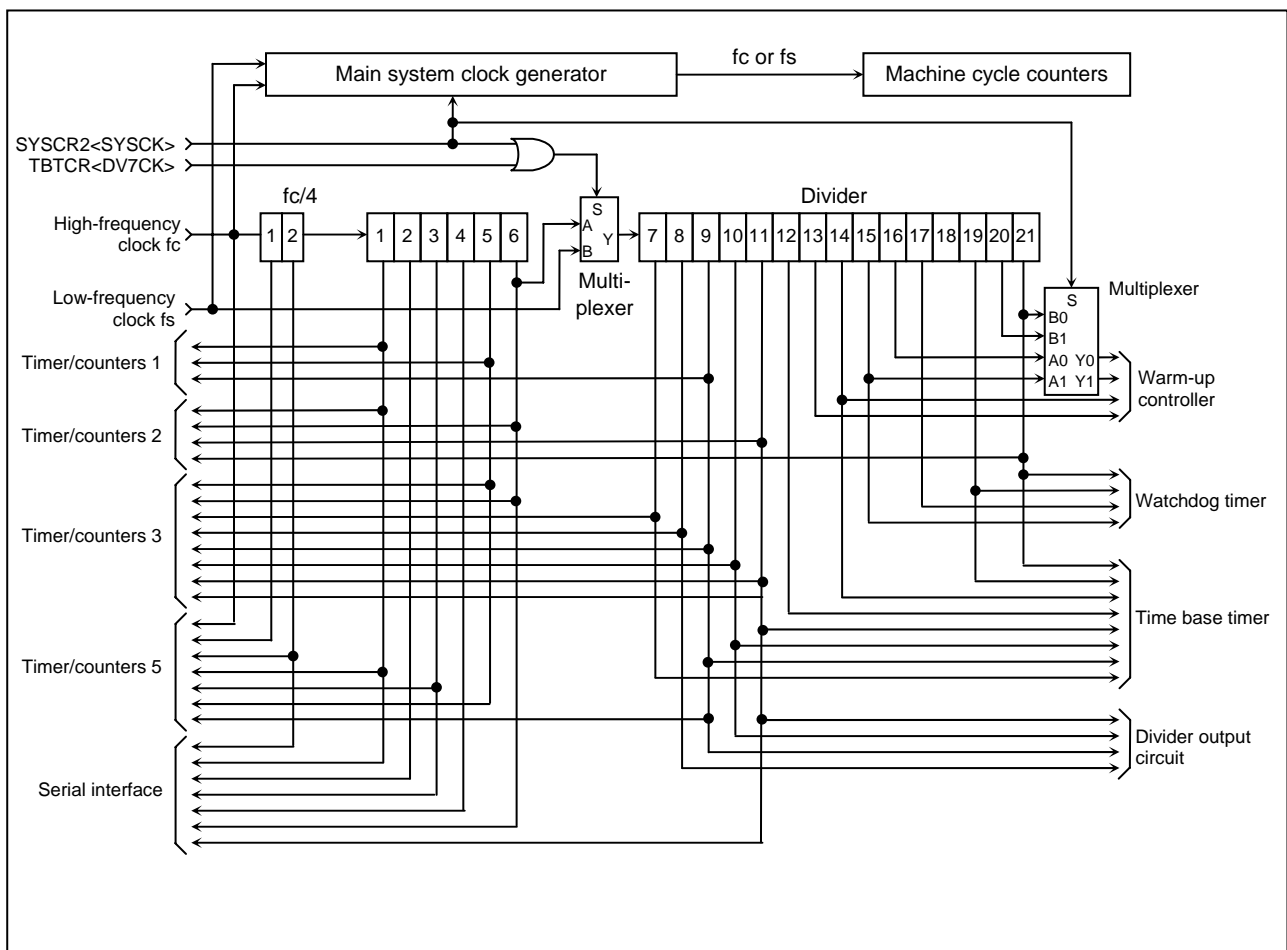 fc or fs
Main system clock generator
Machine cycle counters
SYSCR2<SYSCK>
TBTCR<DV7CK>
fc/4
Divider
High-frequency
clock fc
1 2
1 2 3 4 5 6
S
A
B
Y
Multi-
plexer
7 8 9 10 11 12 13 14 15 16 17 18 19 20 21
Low-frequency
clock fs
Multiplexer
S
B0
B1
A0 Y0
A1 Y1
Timer/counters 1
Warm-up
controller
Timer/counters 2
Watchdog timer
Timer/counters 3
Time base timer
Timer/counters 5
Divider output
circuit
Serial interface